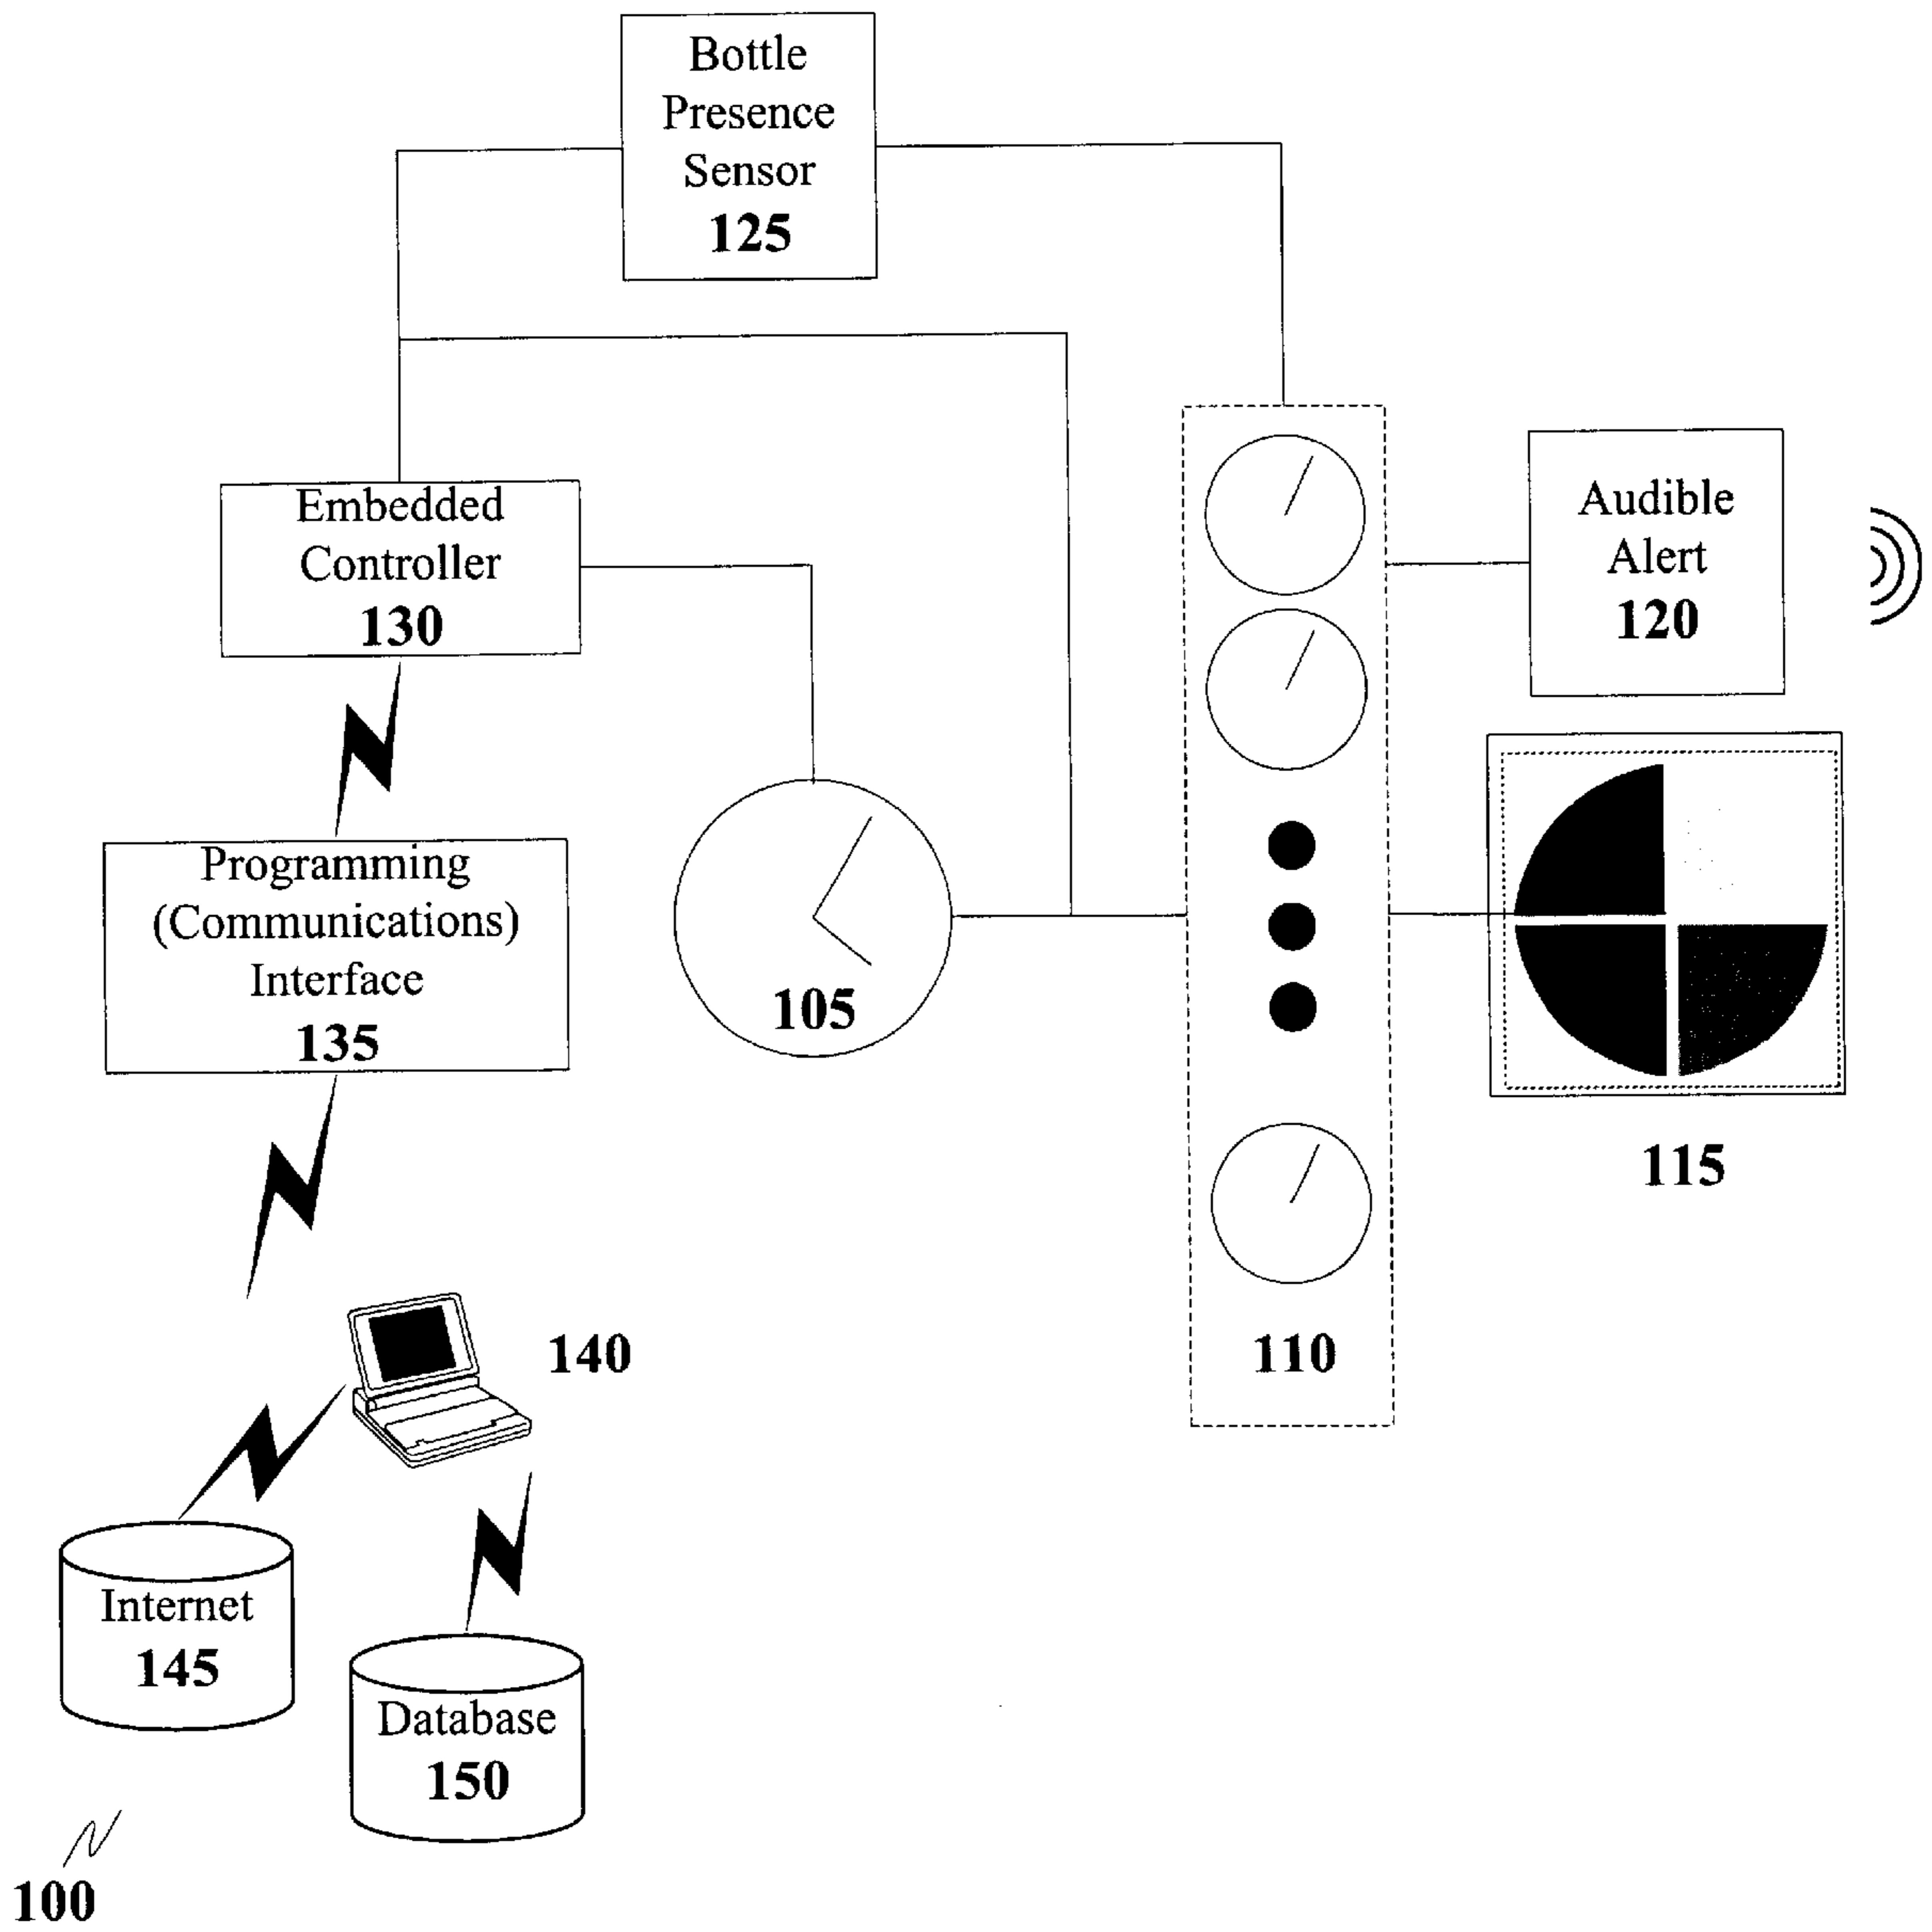 Bottle
Presence
Sensor
125
Embedded
Controller
130
Audible
Alert
120
Programming
(Communications)
Interface
135
105
115
140
110
Internet
145
Database
150
100